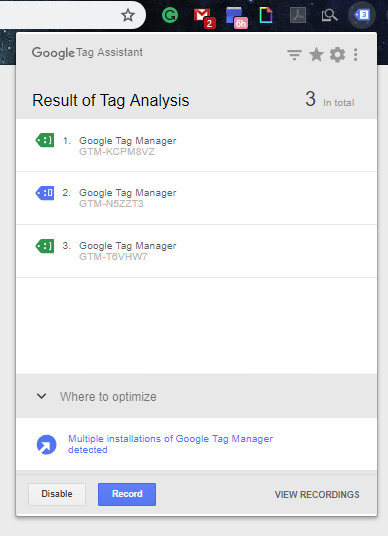 2
6h
3
Google Tag Assistant
Result of Tag Analysis
3 In total
1. Google Tag Manager
GTM-KCPM8VZ
2. Google Tag Manager
GTM-N5ZZT3
3. Google Tag Manager
GTM-T6VHW7
Where to optimize
Multiple installations of Google Tag Manager
detected
Disable
Record
VIEW RECORDINGS